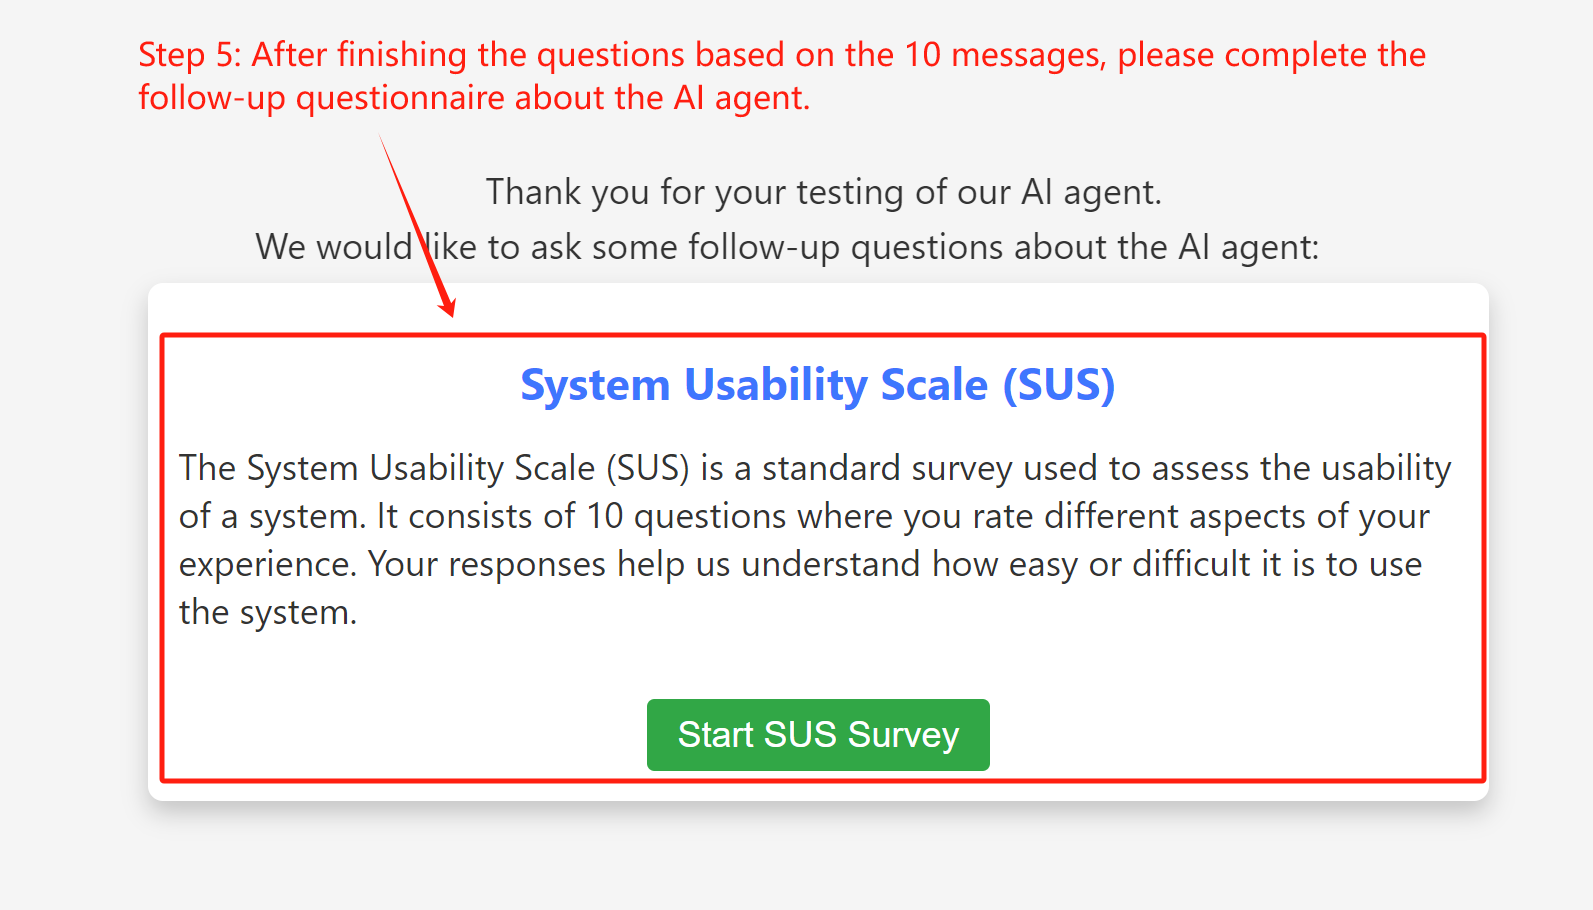 Step 5: After finishing the questions based on the 10 messages, please complete the
follow-up questionnaire about the AI agent.
Thank you for your testing of our AI agent.
We would like to ask some follow-up questions about the AI agent:
System Usability Scale (SUS)
The System Usability Scale (SUS) is a standard survey used to assess the usability
of a system. It consists of 10 questions where you rate different aspects of your
experience. Your responses help us understand how easy or difficult it is to use
the system.
Start SUS Survey